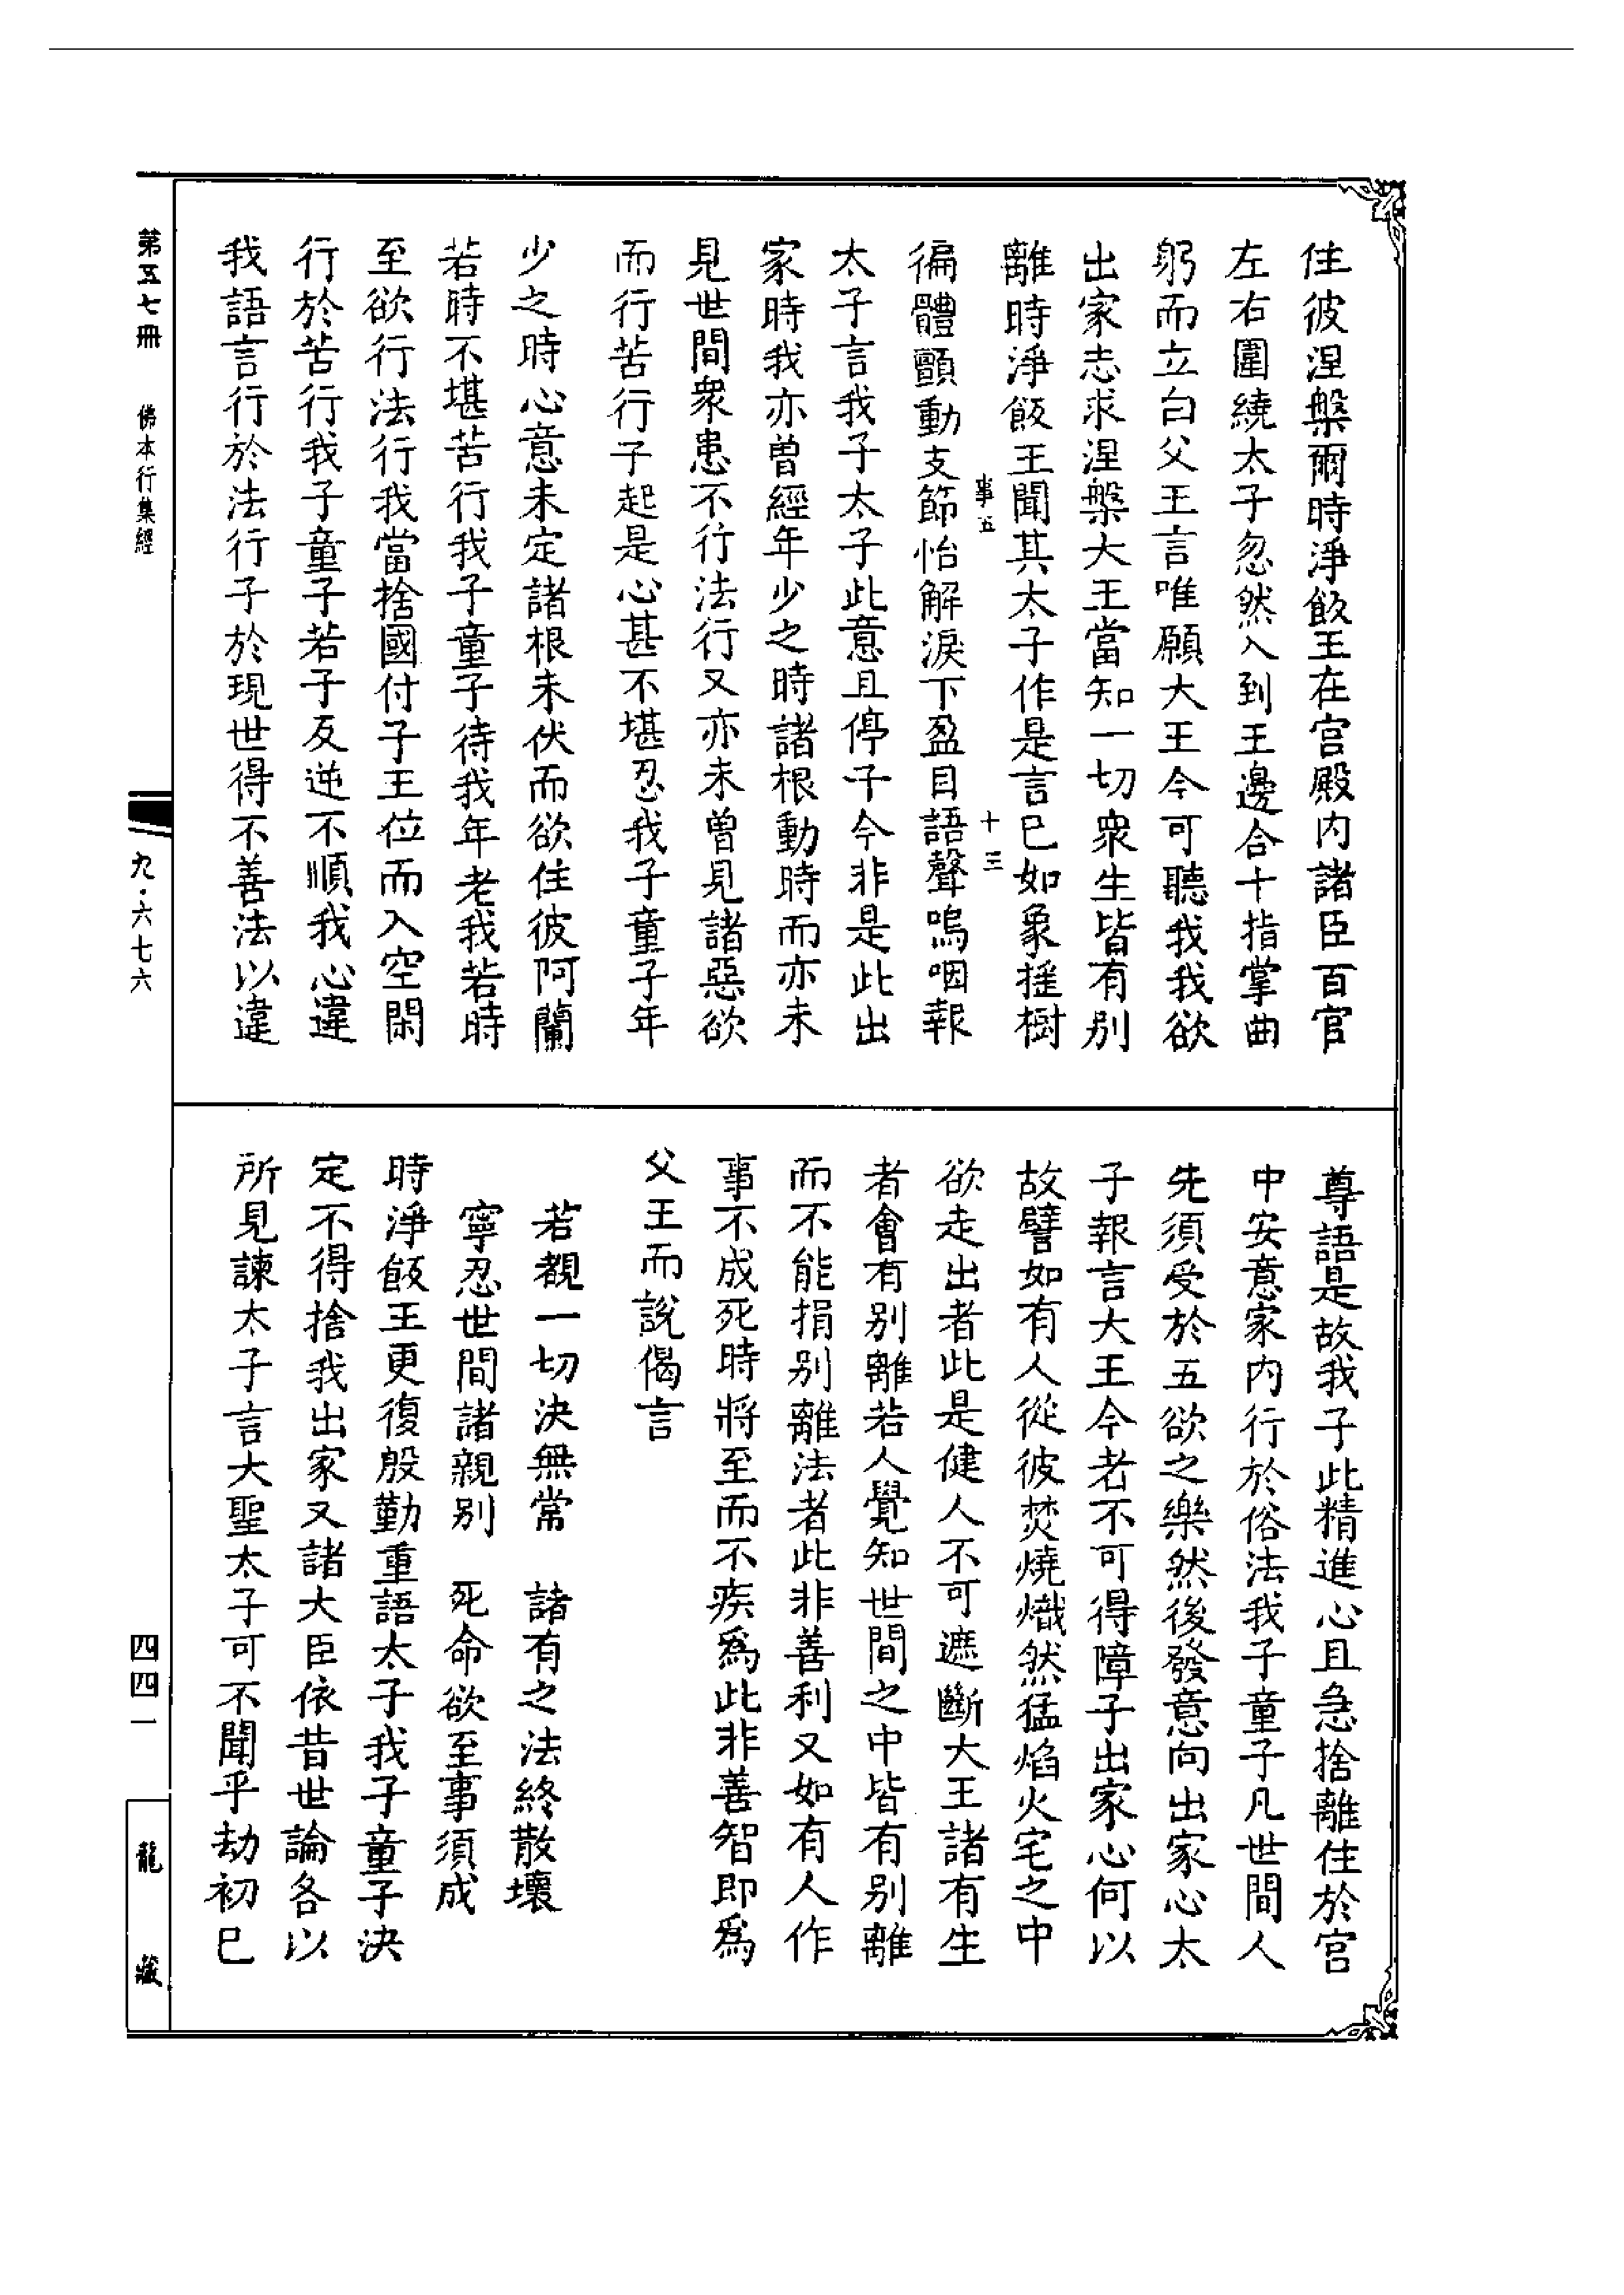 住彼涅槃爾時淨飯王在宫殿内諸臣百官
左右圍繞太子忽然入到王邊合十指掌曲
躬而立白父王言唯願大王今可聽我我欲
出家志求涅槃大王當知一切衆生皆有别
離時淨飯王聞其太子作是言已如象搖樹
事五 十三
徧體顫動支節怡解淚下盈目語聲嗚咽報
太子言我子太子此意且停子今非是此出
家時我亦曾經年少之時諸根動時而亦未
見世間衆患不行法行又亦未曾見諸惡欲
而行苦行子起是心甚不堪忍我子童子年
少之時心意未定諸根未伏而欲住彼阿蘭
若時不堪苦行我子童子待我年老我若時
至欲行法行我當捨國付子王位而入空閑
行於苦行我子童子若子反逆不順我心違
我語言行於法行子於現世得不善法以違
尊語是故我子此精進心且急捨離住於宫
中安意家内行於俗法我子童子凡世間人
先須受於五欲之樂然後發意向出家心太
子報言大王今者不可得障子出家心何以
故譬如有人從彼焚燒熾然猛焰火宅之中
欲走出者此是健人不可遮斷大王諸有生
者會有别離若人覺知世間之中皆有别離
而不能捐别離法者此非善利又如有人作
事不成死時將至而不疾爲此非善智即爲
父王而說偈言
若覩一切決無常 諸有之法終散壞
寧忍世間諸親别 死命欲至事須成
時淨飯王更復殷勤重語太子我子童子決
定不得捨我出家又諸大臣依昔世論各以
所見諫太子言大聖太子可不聞乎劫初已
第五七冊 佛本行集經
九·六七六
四四一
龍藏